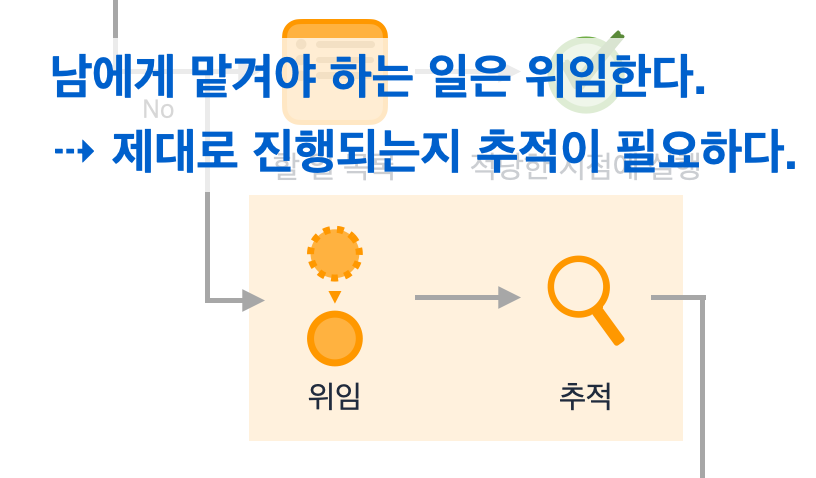 남에게 맡겨야 하는 일은 위임한다.
No
⇢ 제대로 진행되는지 추적이 필요하다.
할 일 목록
적당한 시점에 실행
위임
추적